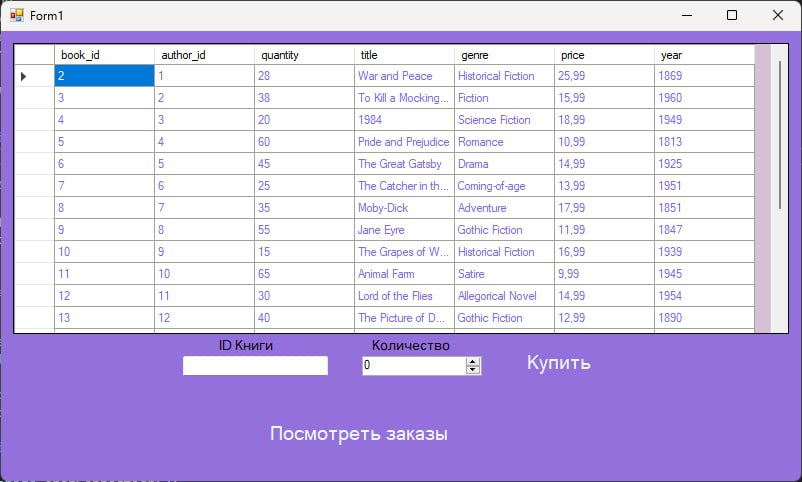 Form1
book_id author_id quantity title genre price year
2 1 28 War and Peace Historical Fiction 25,99 1869
3 2 38 To Kill a Mocking... Fiction 15,99 1960
4 3 20 1984 Science Fiction 18,99 1949
5 4 60 Pride and Prejudice Romance 10,99 1813
6 5 45 The Great Gatsby Drama 14,99 1925
7 6 25 The Catcher in th... Coming-of-age 13,99 1951
8 7 35 Moby-Dick Adventure 17,99 1851
9 8 55 Jane Eyre Gothic Fiction 11,99 1847
10 9 15 The Grapes of W... Historical Fiction 16,99 1939
11 10 65 Animal Farm Satire 9,99 1945
12 11 30 Lord of the Flies Allegorical Novel 14,99 1954
13 12 40 The Picture of D... Gothic Fiction 12,99 1890
ID Книги Количество
0 Купить
Посмотреть заказы